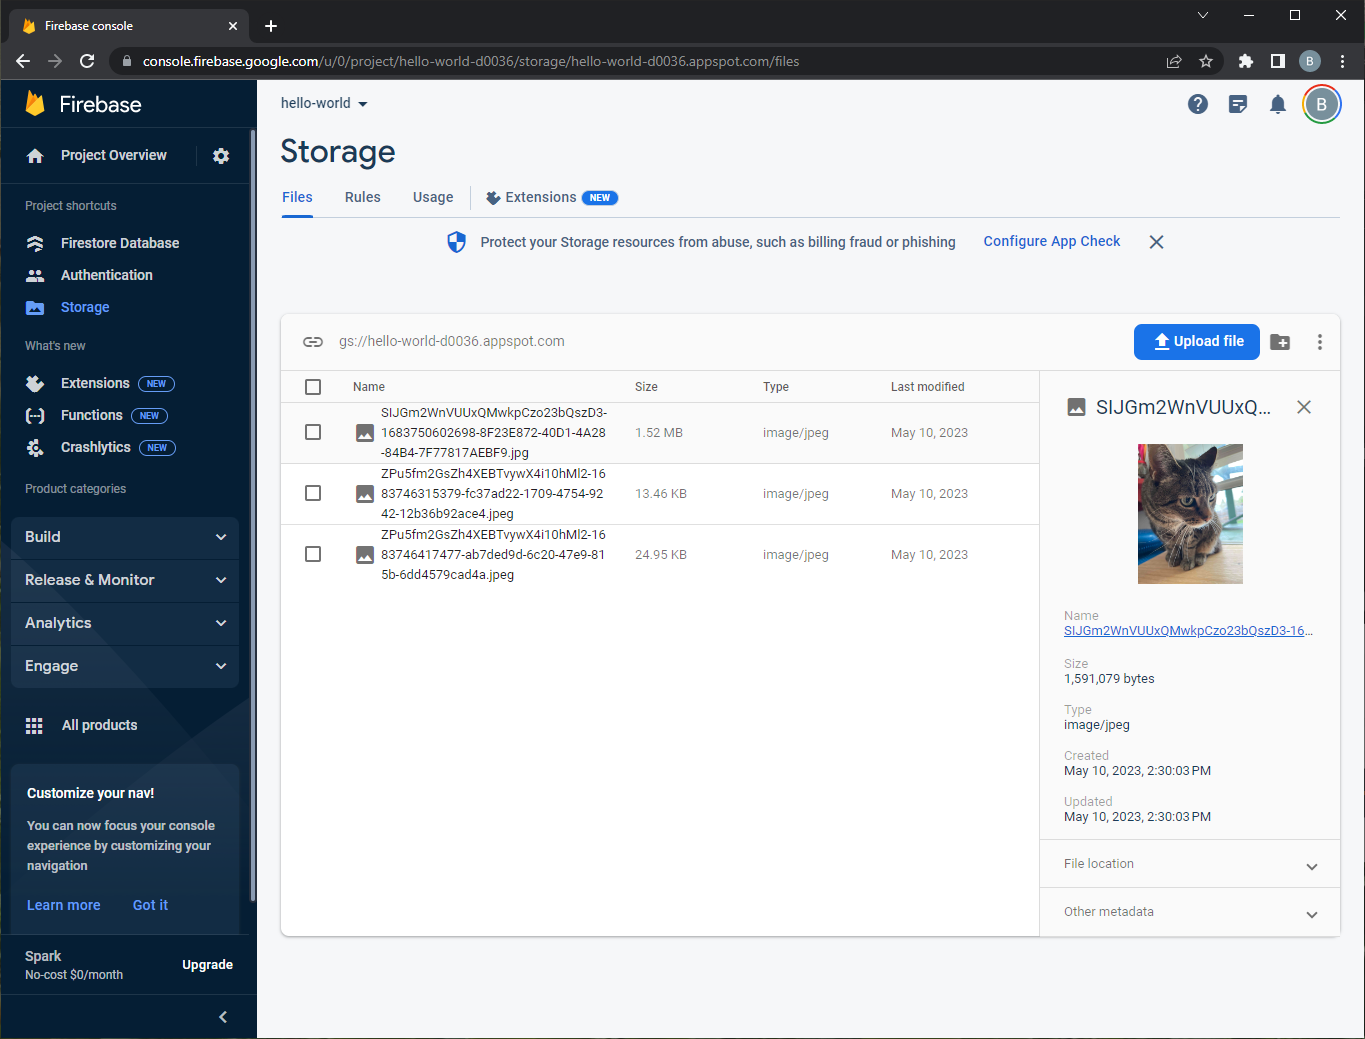 Firebase console
console.firebase.google.com/u/0/project/hello-world-d0036/storage/hello-world-d0036.appspot.com/files
B
Firebase
Project Overview
Project shortcuts
Firestore Database
Authentication
Storage
What's new
Extensions NEW
Functions NEW
Crashlytics NEW
Product categories
Build
Release & Monitor
Analytics
Engage
All products
Customize your nav!
You can now focus your console
experience by customizing your
navigation
Learn more Got it
Spark
No-cost $0/month
Upgrade
hello-world
B
Storage
Files Rules Usage Extensions NEW
Protect your Storage resources from abuse, such as billing fraud or phishing Configure App Check
gs://hello-world-d0036.appspot.com
Upload file
Name Size Type Last modified
SIJGm2WnVUUxQMwkpCzo23bQszD3-
1683750602698-8F23E872-40D1-4A28 1.52 MB image/jpeg May 10, 2023
-84B4-7F77817AEBF9.jpg
ZPu5fm2GsZh4XEBTvywX4i10hMl2-16
83746315379-fc37ad22-1709-4754-92 13.46 KB image/jpeg May 10, 2023
42-12b36b92ace4.jpeg
ZPu5fm2GsZh4XEBTvywX4i10hMl2-16
83746417477-ab7ded9d-6c20-47e9-81 24.95 KB image/jpeg May 10, 2023
5b-6dd4579cad4a.jpeg
SIJGm2WnVUUxQ...
Name
SIJGm2WnVUUxQMwkpCzo23bQszD3-16...
Size
1,591,079 bytes
Type
image/jpeg
Created
May 10, 2023, 2:30:03 PM
Updated
May 10, 2023, 2:30:03 PM
File location
Other metadata